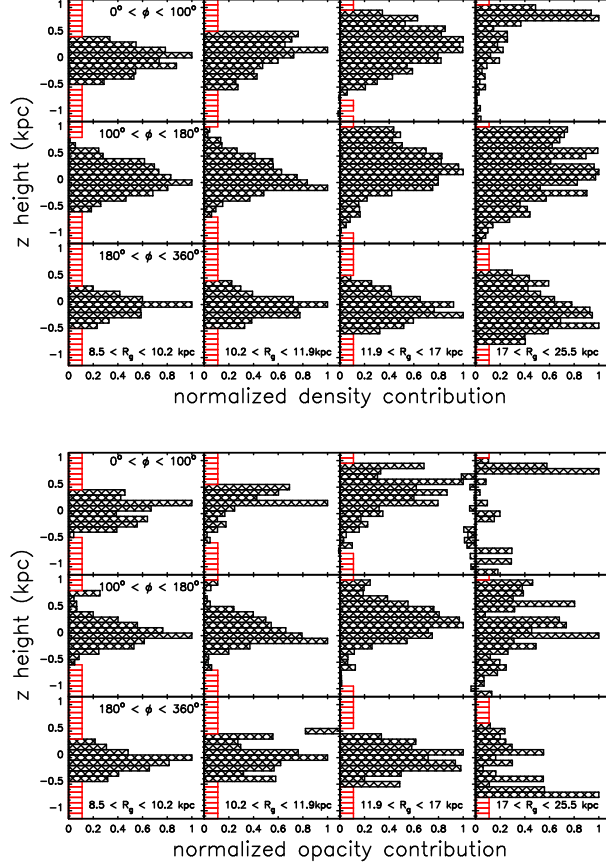 0° < ϕ < 100°
1
0.5
0
−0.5
−1
100° < ϕ < 180°
1
0.5
0
−0.5
−1
180° < ϕ < 360°
1
0.5
0
−0.5
−1
z height (kpc)
8.5 < Rg < 10.2 kpc
10.2 < Rg < 11.9kpc
11.9 < Rg < 17 kpc
17 < Rg < 25.5 kpc
0 0.2 0.4 0.6 0.8 1 0 0.2 0.4 0.6 0.8 1 0 0.2 0.4 0.6 0.8 1 0 0.2 0.4 0.6 0.8 1
normalized density contribution
0° < ϕ < 100°
1
0.5
0
−0.5
−1
100° < ϕ < 180°
1
0.5
0
−0.5
−1
180° < ϕ < 360°
1
0.5
0
−0.5
−1
z height (kpc)
8.5 < Rg < 10.2 kpc
10.2 < Rg < 11.9kpc
11.9 < Rg < 17 kpc
17 < Rg < 25.5 kpc
0 0.2 0.4 0.6 0.8 1 0 0.2 0.4 0.6 0.8 1 0 0.2 0.4 0.6 0.8 1 0 0.2 0.4 0.6 0.8 1
normalized opacity contribution